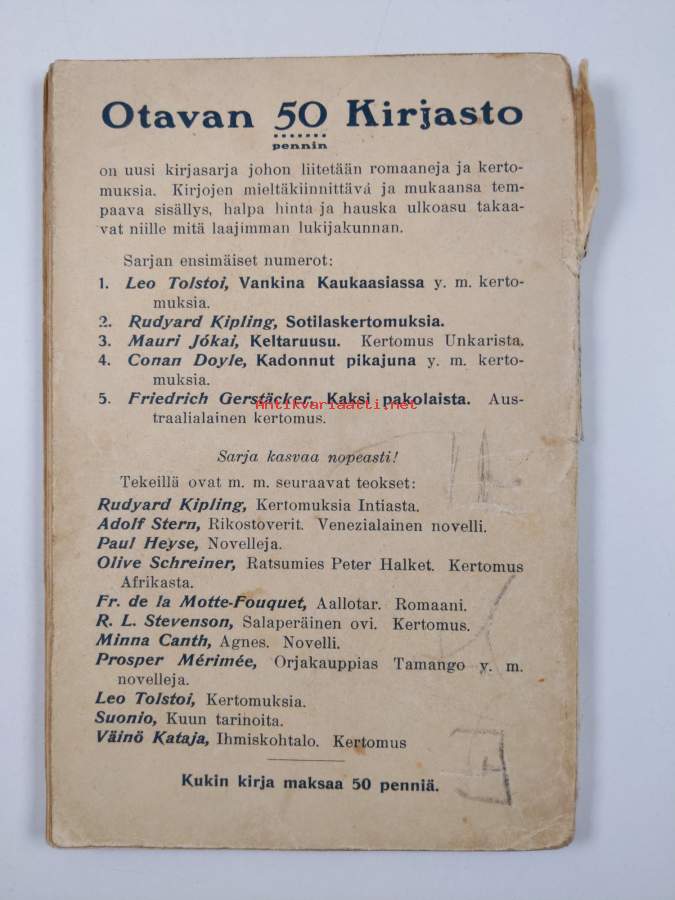 Otavan 50 Kirjasto
pennin
on uusi kirjasarja johon liitetään romaaneja ja kerto-
muksia. Kirjojen mieltäkiinnittävä ja mukaansa tem-
paava sisällys, halpa hinta ja hauska ulkoasu takaa-
vat niille mitä laajimman lukijakunnan.
Sarjan ensimäiset numerot:
1. Leo Tolstoi, Vankina Kaukaasiassa y. m. kerto-
muksia.
2. Rudyard Kipling, Sotilaskertomuksia.
3. Mauri Jókai, Keltaruusu. Kertomus Unkarista.
4. Conan Doyle, Kadonnut pikajuna y. m. kerto-
muksia.
5. Friedrich Gerstäcker, Kaksi pakolaista. Aus-
Antikvariaatti.net
traalialainen kertomus.
Sarja kasvaa nopeasti!
Tekeillä ovat m. m. seuraavat teokset:
Rudyard Kipling, Kertomuksia Intiasta.
Adolf Stern, Rikostoverit. Venezialainen novelli.
Paul Heyse, Novelleja.
Olive Schreiner, Ratsumies Peter Halket. Kertomus
Afrikasta.
Fr. de la Motte-Fouquet, Aallotar. Romaani.
R. L. Stevenson, Salaperäinen ovi. Kertomus.
Minna Canth, Agnes. Novelli.
Prosper Mérimée, Orjakauppias Tamango y. m.
novelleja.
Leo Tolstoi, Kertomuksia.
Suonio, Kuun tarinoita.
Väinö Kataja, Ihmiskohtalo. Kertomus
Kukin kirja maksaa 50 penniä.